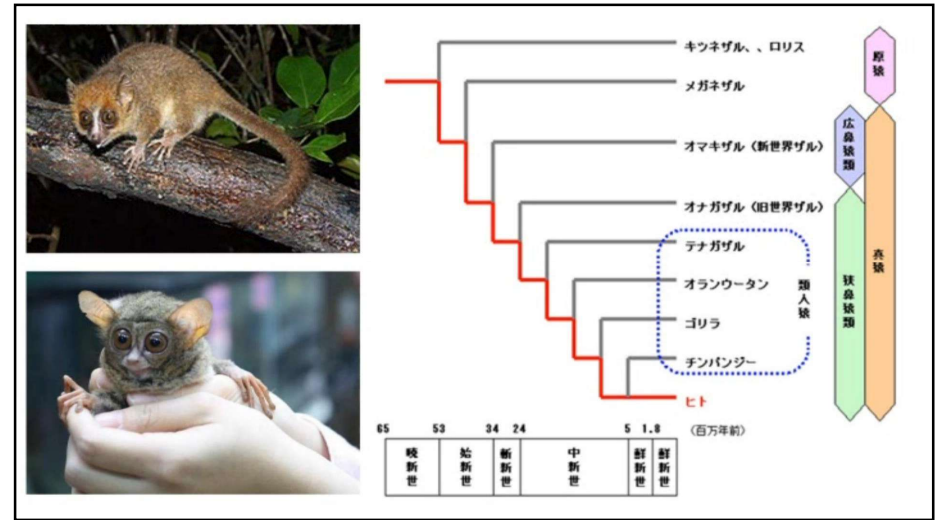 キツネザル、、ロリス
メガネザル
オマキザル（新世界ザル）
オナガザル（旧世界ザル）
テナガザル
オランウータン
ゴリラ
チンパンジー
ヒト
類人猿
広鼻猿類
狭鼻猿類
原猿
真猿
65 53 34 24 5 1.8 （百万年前）
暁新世 始新世 漸新世 中新世 鮮新世 鮮新世